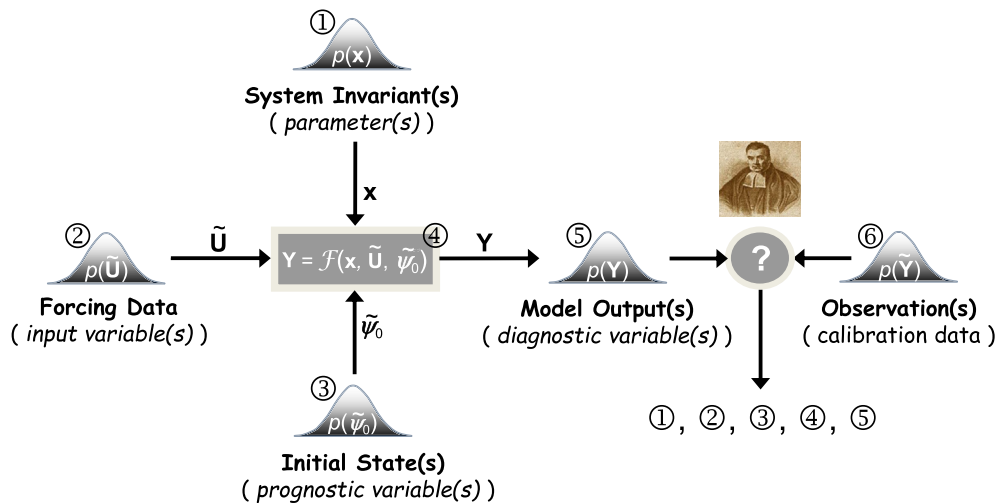 ①
p(x)
System Invariant(s)
( parameter(s) )
x
②
p(Ũ)
Forcing Data
( input variable(s) )
Ũ
Y = ℱ(x, Ũ, ψ̃₀)
④
Y
⑤
p(Y)
Model Output(s)
( diagnostic variable(s) )
?
⑥
p(Ỹ)
Observation(s)
( calibration data )
ψ̃₀
③
p(ψ̃₀)
Initial State(s)
( prognostic variable(s) )
①, ②, ③, ④, ⑤